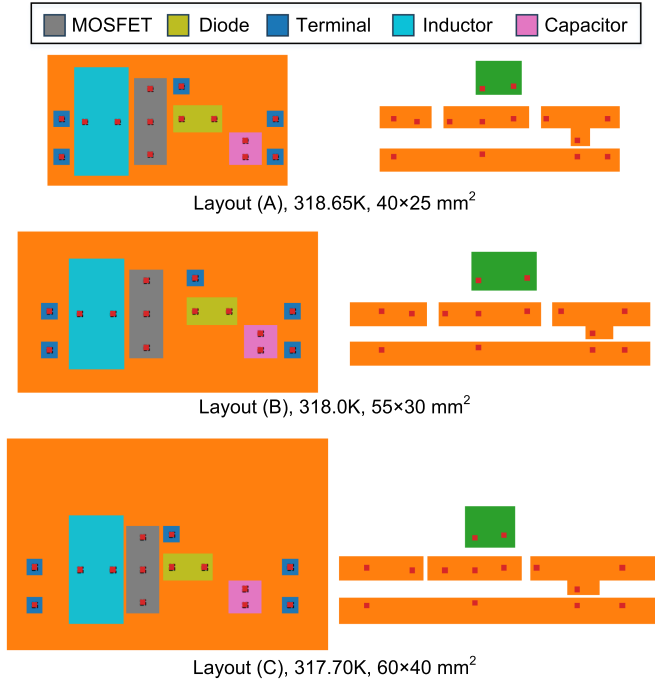 MOSFET Diode Terminal Inductor Capacitor
Layout (A), 318.65K, 40×25 mm²
Layout (B), 318.0K, 55×30 mm²
Layout (C), 317.70K, 60×40 mm²